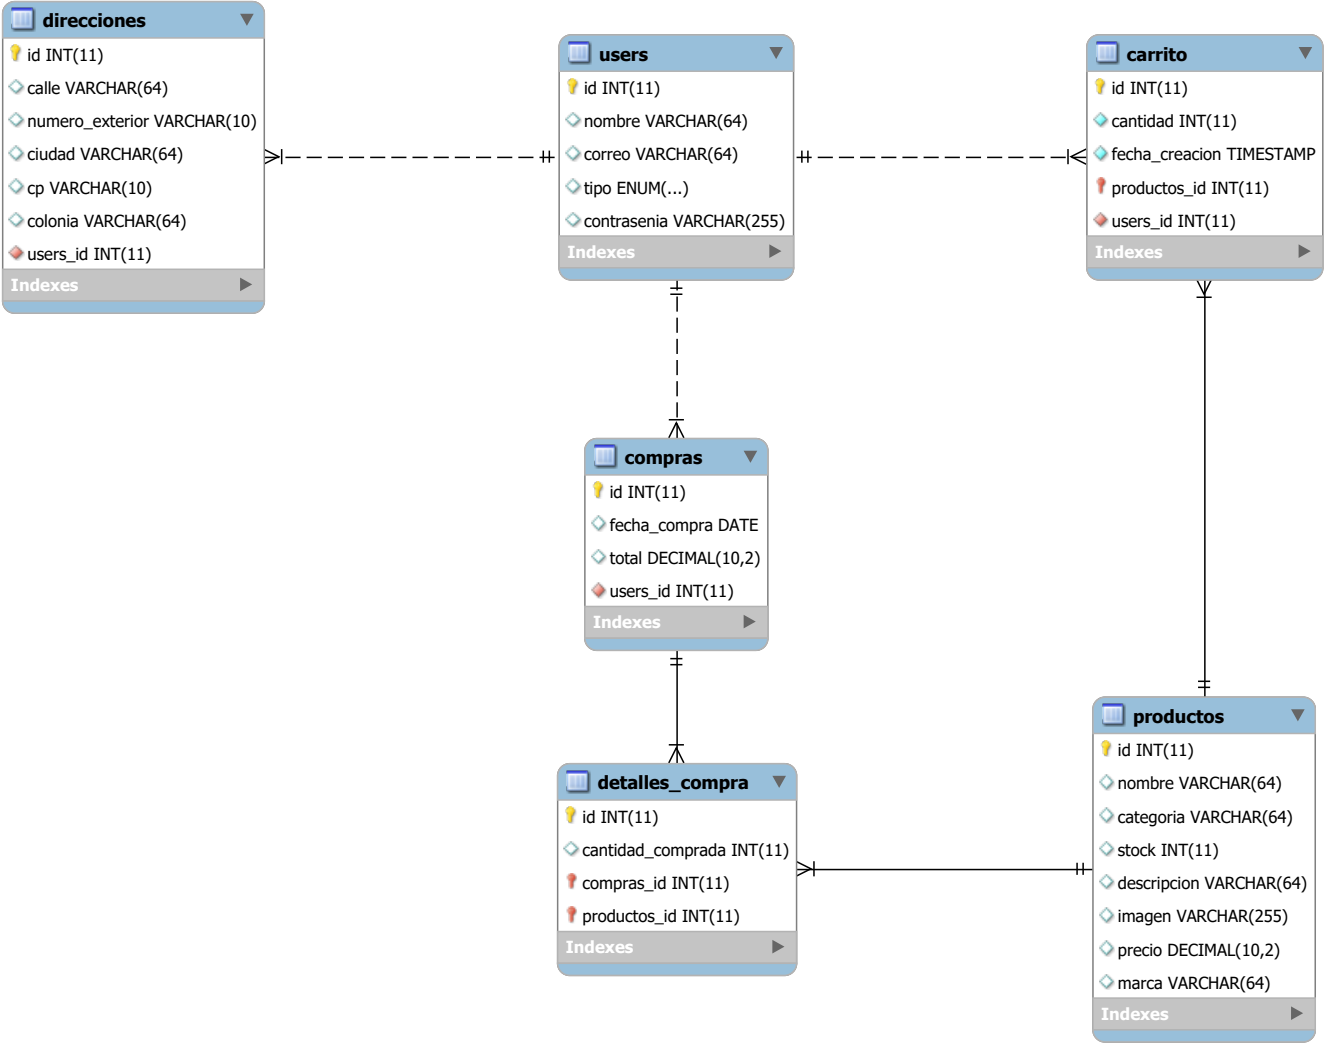 direcciones
id INT(11)
calle VARCHAR(64)
numero_exterior VARCHAR(10)
ciudad VARCHAR(64)
cp VARCHAR(10)
colonia VARCHAR(64)
users_id INT(11)
Indexes
users
id INT(11)
nombre VARCHAR(64)
correo VARCHAR(64)
tipo ENUM(...)
contrasenia VARCHAR(255)
Indexes
carrito
id INT(11)
cantidad INT(11)
fecha_creacion TIMESTAMP
productos_id INT(11)
users_id INT(11)
Indexes
compras
id INT(11)
fecha_compra DATE
total DECIMAL(10,2)
users_id INT(11)
Indexes
detalles_compra
id INT(11)
cantidad_comprada INT(11)
compras_id INT(11)
productos_id INT(11)
Indexes
productos
id INT(11)
nombre VARCHAR(64)
categoria VARCHAR(64)
stock INT(11)
descripcion VARCHAR(64)
imagen VARCHAR(255)
precio DECIMAL(10,2)
marca VARCHAR(64)
Indexes